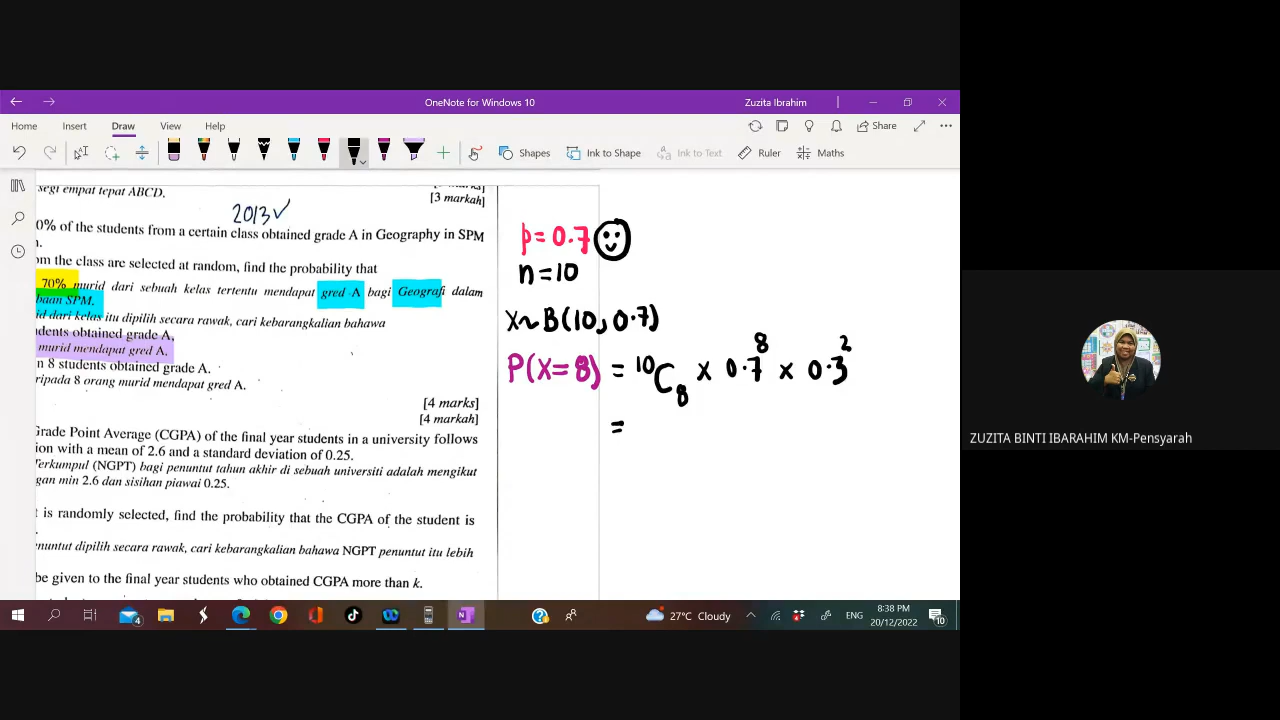 OneNote for Windows 10
Zuzita Ibrahim
Home Insert Draw View Help
Share
Shapes Ink to Shape Ink to Text Ruler Maths
segi empat tepat ABCD.
[3 markah]
2013✓
0% of the students from a certain class obtained grade A in Geography in SPM
om the class are selected at random, find the probability that
70% murid dari sebuah kelas tertentu mendapat gred A bagi Geografi dalam
baan SPM.
id dari kelas itu dipilih secara rawak, cari kebarangkalian bahawa
udents obtained grade A,
murid mendapat gred A.
n 8 students obtained grade A.
ripada 8 orang murid mendapat gred A.
[4 marks]
[4 markah]
Grade Point Average (CGPA) of the final year students in a university follows
ion with a mean of 2.6 and a standard deviation of 0.25.
Terkumpul (NGPT) bagi penuntut tahun akhir di sebuah universiti adalah mengikut
gan min 2.6 dan sisihan piawai 0.25.
t is randomly selected, find the probability that the CGPA of the student is
enuntut dipilih secara rawak, cari kebarangkalian bahawa NGPT penuntut itu lebih
be given to the final year students who obtained CGPA more than k.
p = 0.7
n = 10
X ~ B(10, 0.7)
P(X = 8) = ¹⁰C₈ × 0.7⁸ × 0.3²
=
ZUZITA BINTI IBARAHIM KM-Pensyarah
4
27°C Cloudy
ENG
8:38 PM
20/12/2022
10